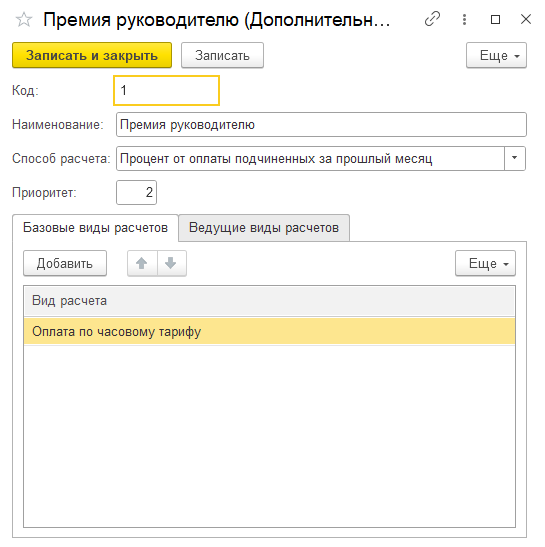 Премия руководителю (Дополнительн...
Записать и закрыть Записать Еще
Код: 1
Наименование: Премия руководителю
Способ расчета: Процент от оплаты подчиненных за прошлый месяц
Приоритет: 2
Базовые виды расчетов Ведущие виды расчетов
Добавить Еще
Вид расчета
Оплата по часовому тарифу